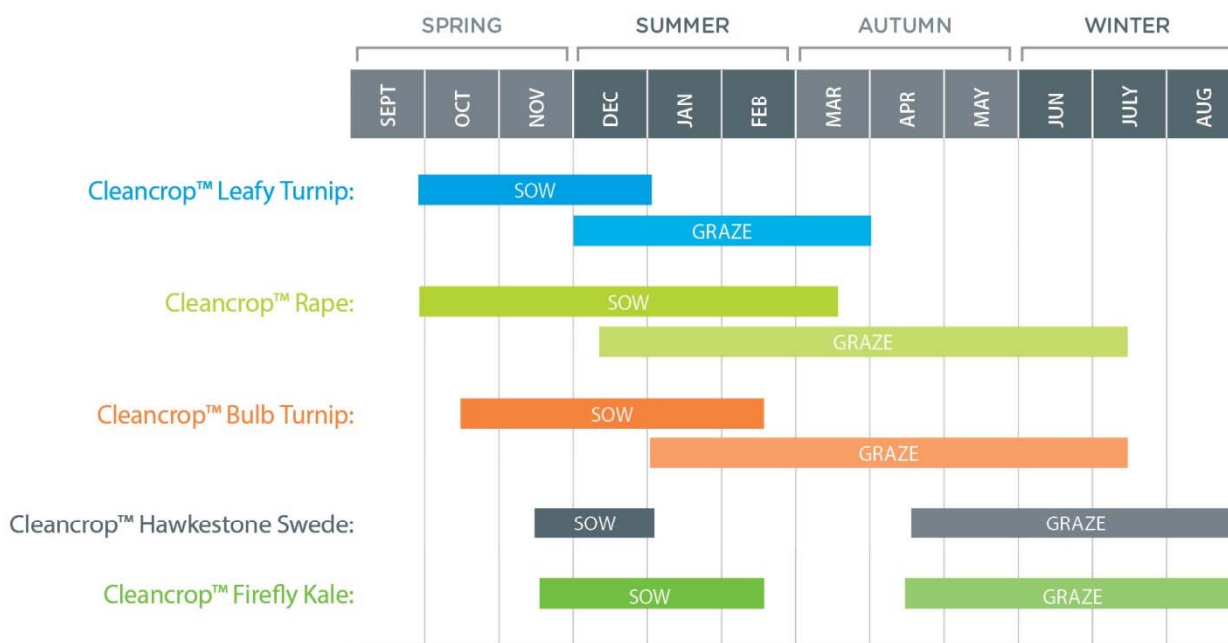 SPRING SUMMER AUTUMN WINTER
SEPT OCT NOV DEC JAN FEB MAR APR MAY JUN JULY AUG
Cleancrop™ Leafy Turnip: SOW
GRAZE
Cleancrop™ Rape: SOW
GRAZE
Cleancrop™ Bulb Turnip: SOW
GRAZE
Cleancrop™ Hawkestone Swede: SOW GRAZE
Cleancrop™ Firefly Kale: SOW GRAZE